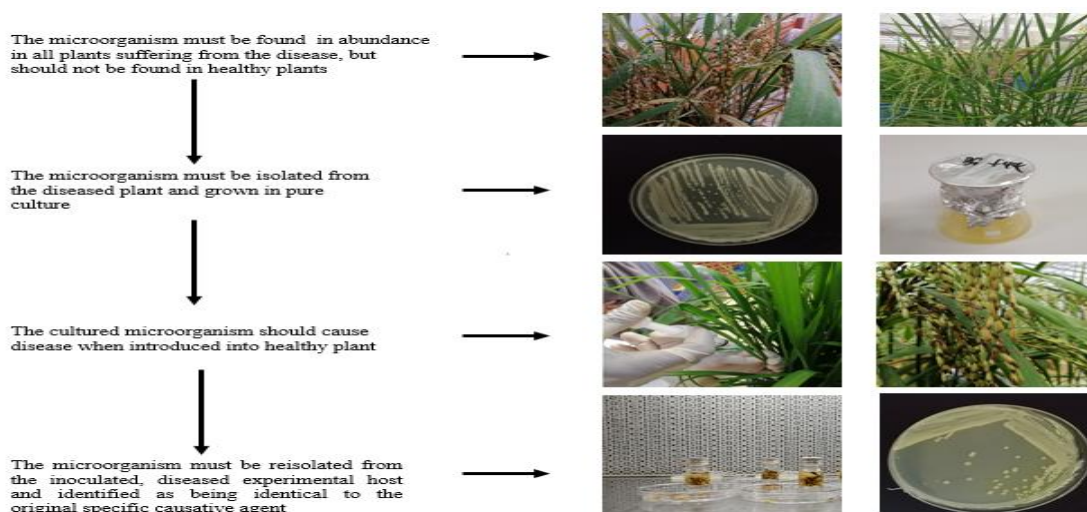 The microorganism must be found in abundance
in all plants suffering from the disease, but
should not be found in healthy plants
The microorganism must be isolated from
the diseased plant and grown in pure
culture
The cultured microorganism should cause
disease when introduced into healthy plant
The microorganism must be reisolated from
the inoculated, diseased experimental host
and identified as being identical to the
original specific causative agent